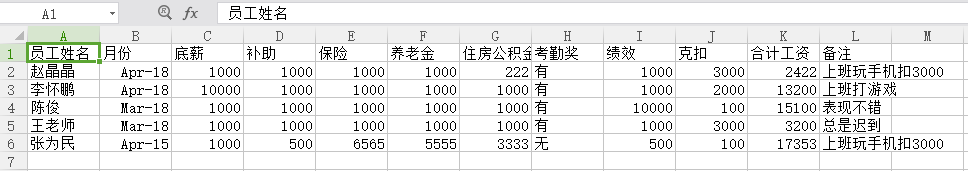 A1 fx 员工姓名
A B C D E F G H I J K L M
1 员工姓名 月份 底薪 补助 保险 养老金 住房公积金 考勤奖 绩效 克扣 合计工资 备注
2 赵晶晶 Apr-18 1000 1000 1000 1000 222 有 1000 3000 2422 上班玩手机扣3000
3 李怀鹏 Apr-18 10000 1000 1000 1000 1000 有 1000 2000 13200 上班打游戏
4 陈俊 Mar-18 1000 1000 1000 1000 1000 有 10000 100 15100 表现不错
5 王老师 Mar-18 1000 1000 1000 1000 1000 有 1000 3000 3200 总是迟到
6 张为民 Apr-15 1000 500 6565 5555 3333 无 500 100 17353 上班玩手机扣3000
7